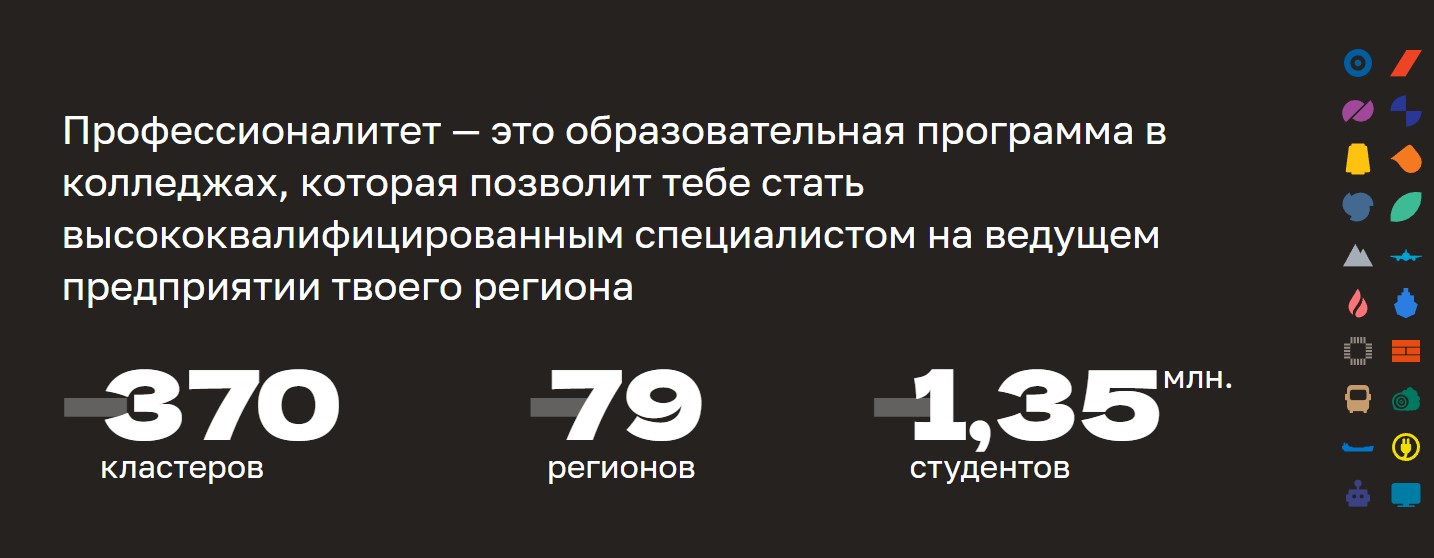 Профессионалитет — это образовательная программа в
колледжах, которая позволит тебе стать
высококвалифицированным специалистом на ведущем
предприятии твоего региона
370 79 1,35 млн.
кластеров регионов студентов